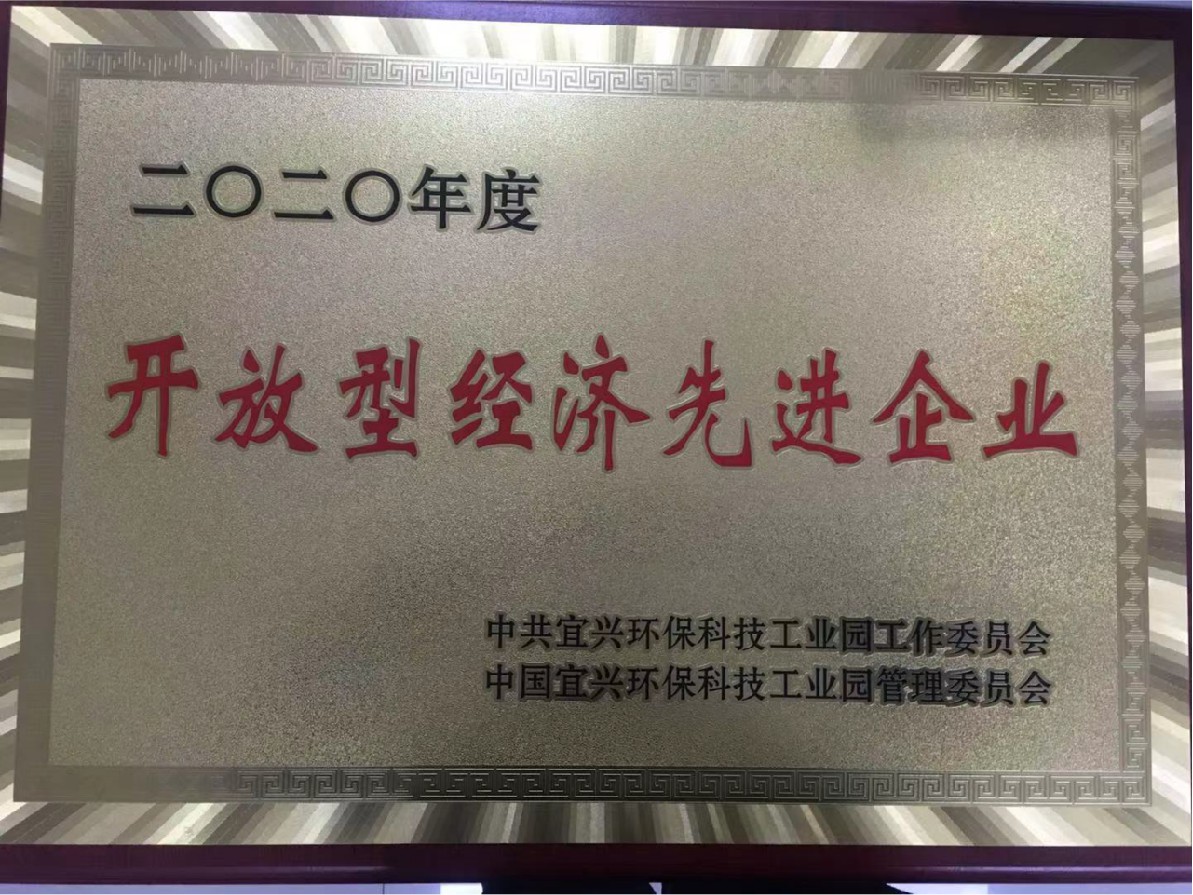 二〇二〇年度
开放型经济先进企业
中共宜兴环保科技工业园工作委员会
中国宜兴环保科技工业园管理委员会